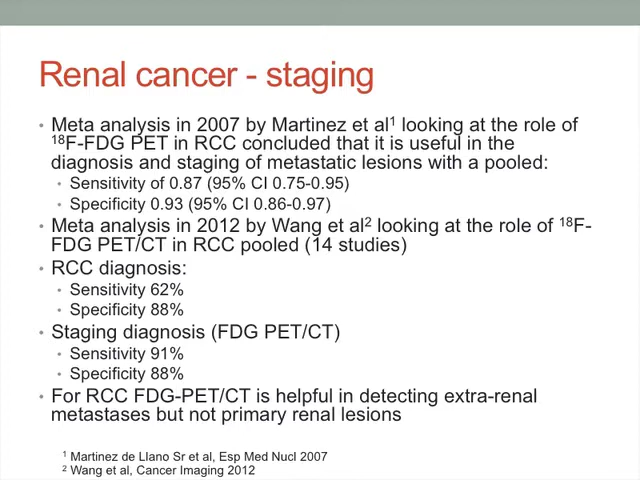 Renal cancer - staging
• Meta analysis in 2007 by Martinez et al¹ looking at the role of
¹⁸F-FDG PET in RCC concluded that it is useful in the
diagnosis and staging of metastatic lesions with a pooled:
• Sensitivity of 0.87 (95% CI 0.75-0.95)
• Specificity 0.93 (95% CI 0.86-0.97)
• Meta analysis in 2012 by Wang et al² looking at the role of ¹⁸F-
FDG PET/CT in RCC pooled (14 studies)
• RCC diagnosis:
• Sensitivity 62%
• Specificity 88%
• Staging diagnosis (FDG PET/CT)
• Sensitivity 91%
• Specificity 88%
• For RCC FDG-PET/CT is helpful in detecting extra-renal
metastases but not primary renal lesions
¹ Martinez de Llano Sr et al, Esp Med Nucl 2007
² Wang et al, Cancer Imaging 2012